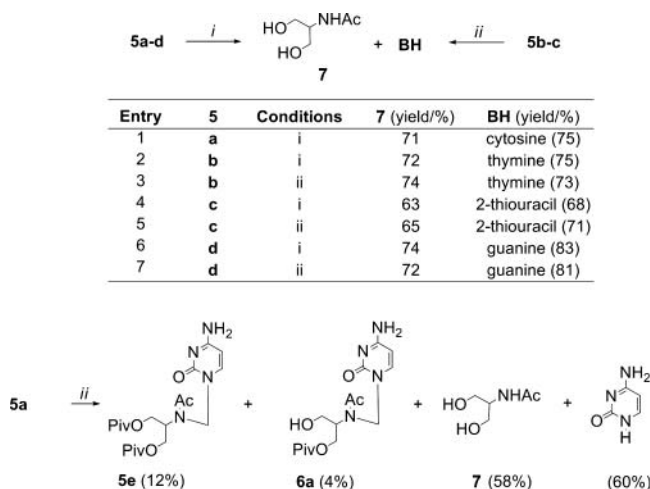 HO NHAc
5a-d i + BH ii 5b-c
HO
7
Entry 5 Conditions 7 (yield/%) BH (yield/%)
1 a i 71 cytosine (75)
2 b i 72 thymine (75)
3 b ii 74 thymine (73)
4 c i 63 2-thiouracil (68)
5 c ii 65 2-thiouracil (71)
6 d i 74 guanine (83)
7 d ii 72 guanine (81)
NH2 NH2
N N
O N O N NH2
5a ii Ac + Ac + HO NHAc + N
PivO N HO N HO O N
PivO PivO H
5e (12%) 6a (4%) 7 (58%) (60%)